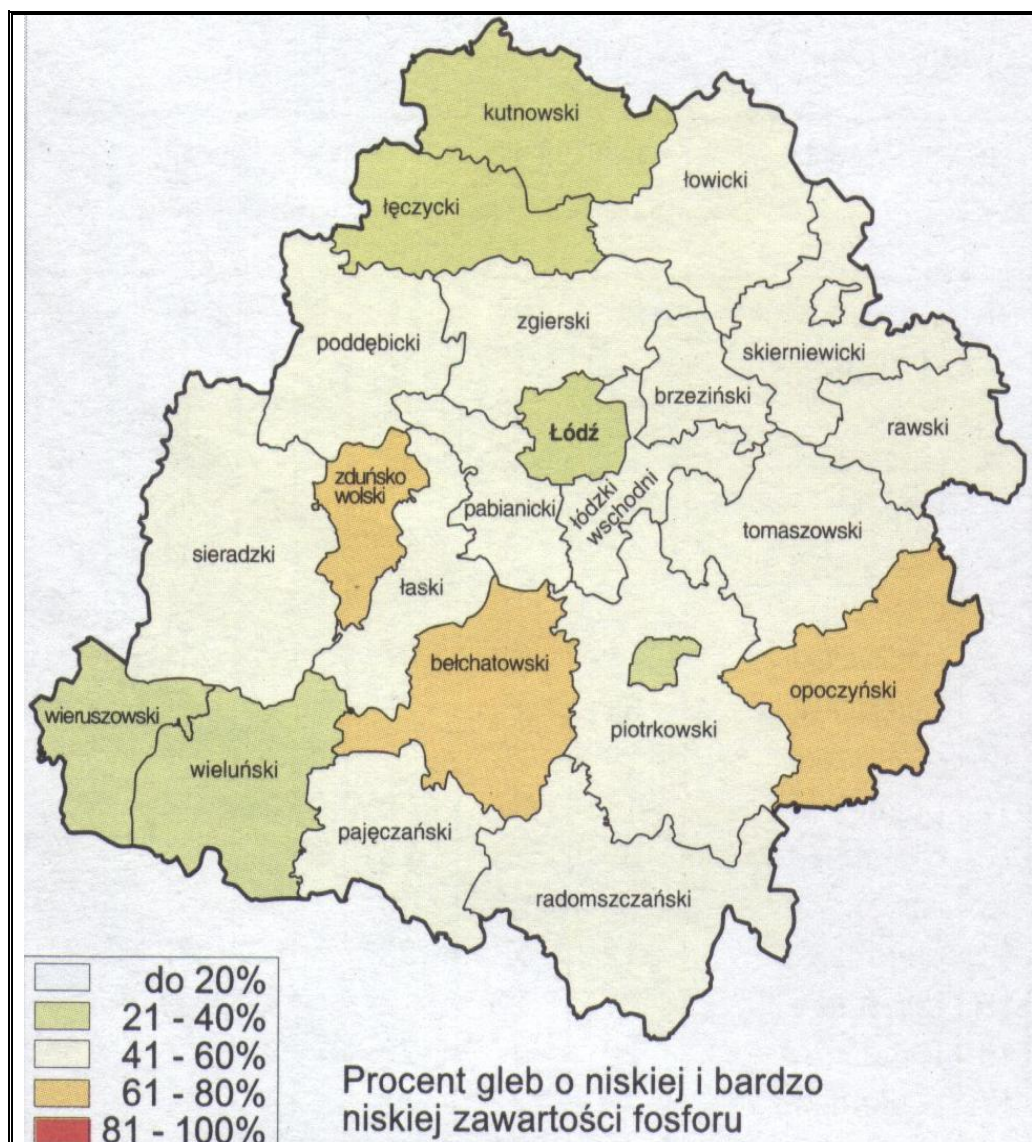 kutnowski
łowicki
łęczycki
zgierski
poddębicki
skierniewicki
brzeziński
rawski
Łódź
zduńsko
wolski
pabianicki
łódzki
wschodni
tomaszowski
sieradzki
łaski
bełchatowski
opoczyński
wieruszowski
piotrkowski
wieluński
pajęczański
radomszczański
do 20%
21 - 40%
41 - 60%
61 - 80%
81 - 100%
Procent gleb o niskiej i bardzo
niskiej zawartości fosforu